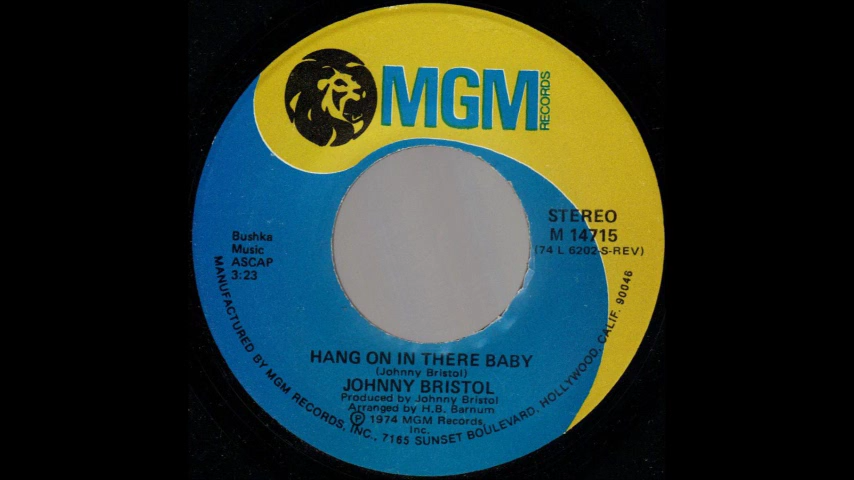 MGM
RECORDS
STEREO
M 14715
(74 L 6202-S-REV)
Bushka
Music
ASCAP
3:23
HANG ON IN THERE BABY
(Johnny Bristol)
JOHNNY BRISTOL
Produced by Johnny Bristol
Arranged by H.B. Barnum
Ⓟ 1974 MGM Records,
Inc.
MANUFACTURED BY MGM RECORDS, INC., 7165 SUNSET BOULEVARD, HOLLYWOOD, CALIF. 90046